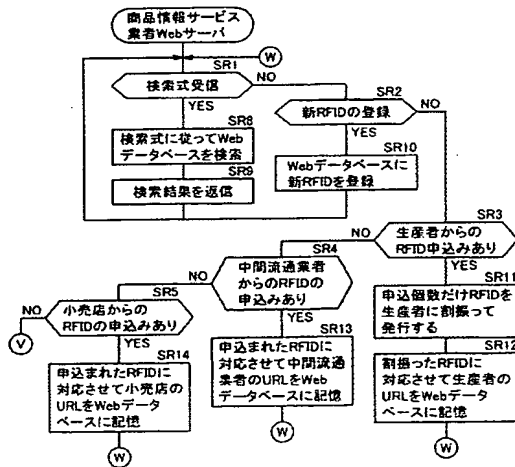 商品情報サービス
業者Webサーバ
W
SR1
検索式受信
NO
YES
SR2
新RFIDの登録
NO
YES
SR8
検索式に従ってWeb
データベースを検索
SR9
検索結果を返信
SR10
Webデータベースに
新RFIDを登録
SR3
生産者からの
RFID申込みあり
NO
YES
SR4
中間流通業者
からのRFIDの
申込みあり
NO
YES
SR5
小売店からの
RFIDの申込みあり
NO
YES
V
SR11
申込個数だけRFIDを
生産者に割振って
発行する
SR12
割振ったRFIDに
対応させて生産者の
URLをWebデータ
ベースに記憶
W
SR13
申込まれたRFIDに
対応させて中間流通
業者のURLをWeb
データベースに記憶
W
SR14
申込まれたRFIDに
対応させて小売店の
URLをWebデータ
ベースに記憶
W